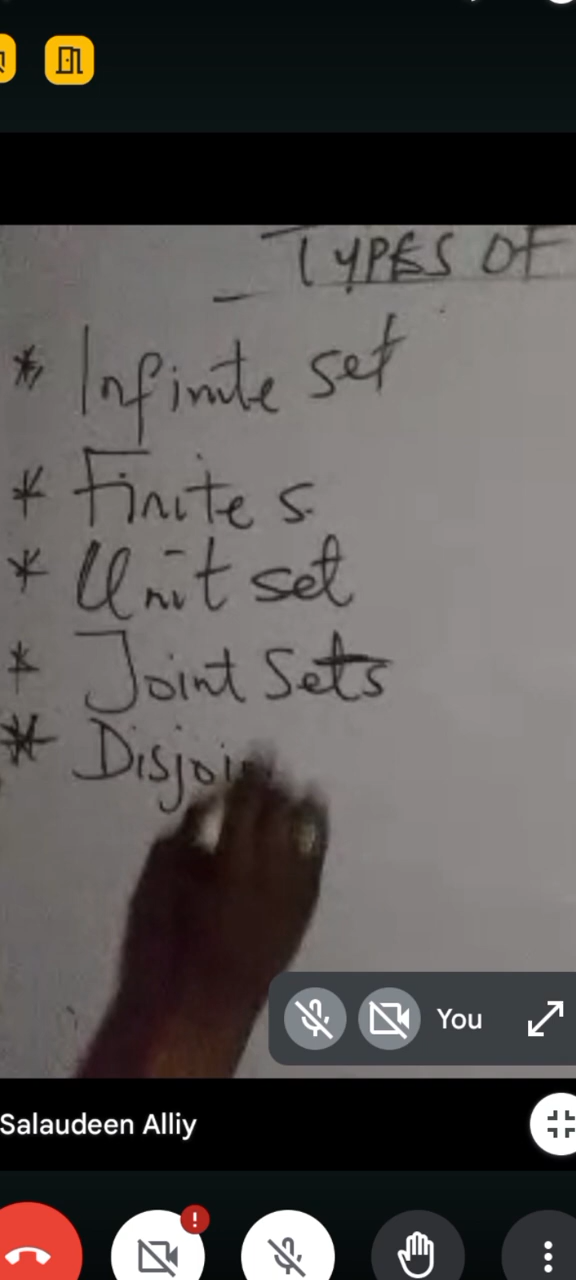 TYPES OF
* Infinite set
* Finite s.
* Unit set
* Joint Sets
* Disjoi
You
Salaudeen Alliy
!